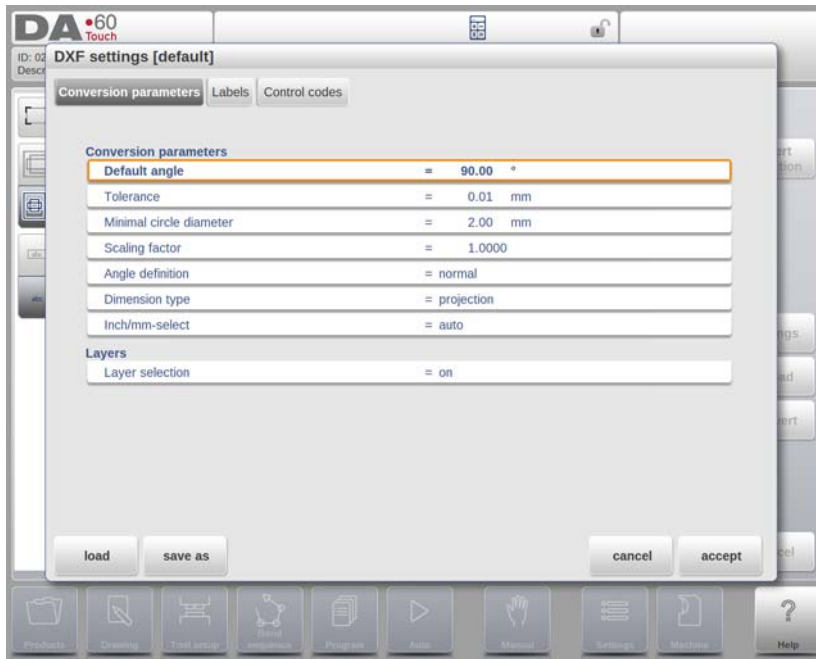 DA•60
Touch
ID: 02
Descr
DXF settings [default]
Conversion parameters Labels Control codes
Conversion parameters
Default angle = 90.00 °
Tolerance = 0.01 mm
Minimal circle diameter = 2.00 mm
Scaling factor = 1.0000
Angle definition = normal
Dimension type = projection
Inch/mm-select = auto
Layers
Layer selection = on
load save as cancel accept
Products Drawing Tool setup Bend sequence Program Auto Manual Settings Machine Help